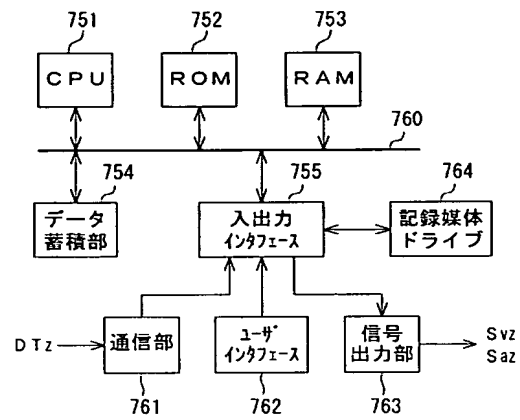 751
752
753
CPU
ROM
RAM
760
754
755
764
データ
蓄積部
入出力
インタフェース
記録媒体
ドライブ
DTz
通信部
ユーザ
インタフェース
信号
出力部
Svz
Saz
761
762
763